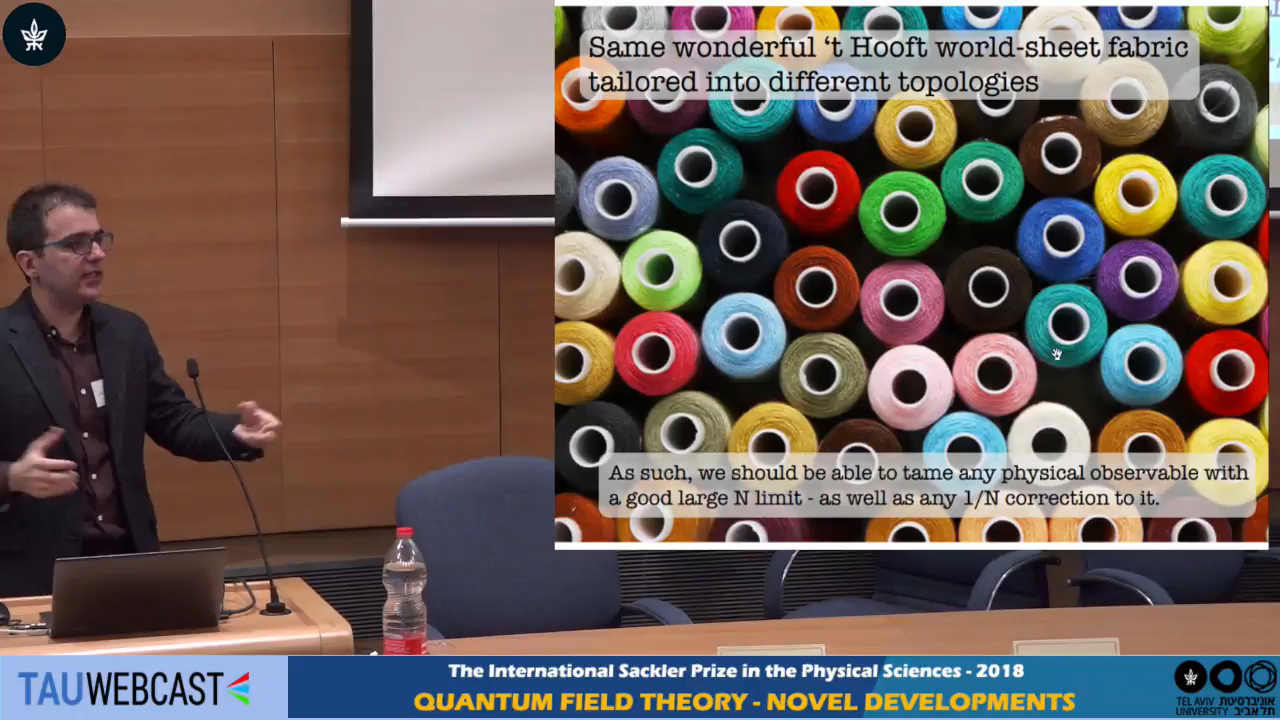 Same wonderful ‘t Hooft world-sheet fabric
tailored into different topologies
As such, we should be able to tame any physical observable with
a good large N limit - as well as any 1/N correction to it.
TAUWEBCAST
The International Sackler Prize in the Physical Sciences - 2018
QUANTUM FIELD THEORY - NOVEL DEVELOPMENTS
TEL AVIV אוניברסיטת
UNIVERSITY תל אביב